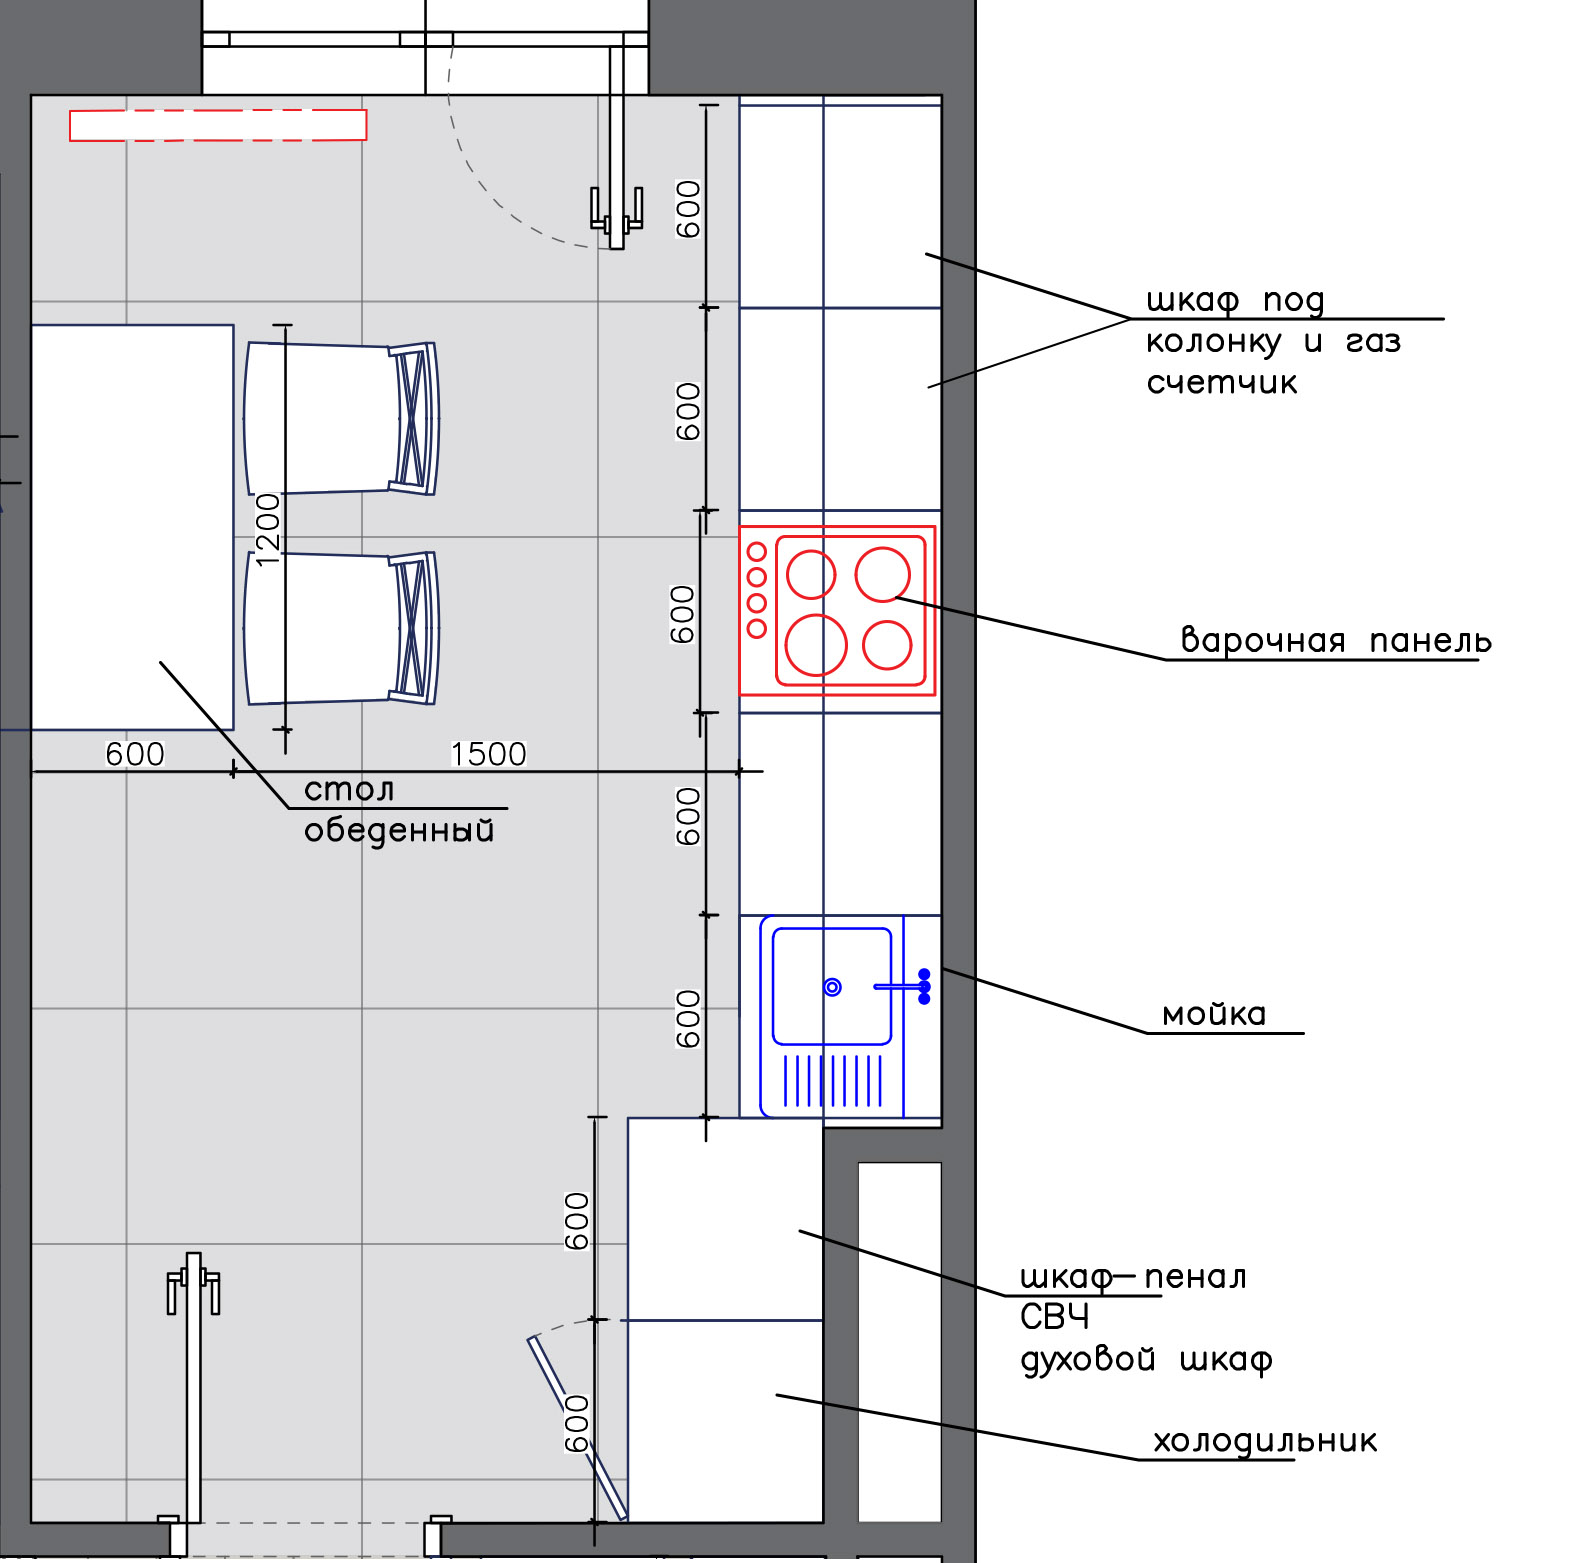 600
шкаф под
колонку и газ
счетчик
600
1200
600
варочная панель
600
1500
стол
обеденный
600
600
мойка
600
шкаф-пенал
СВЧ
духовой шкаф
600
холодильник